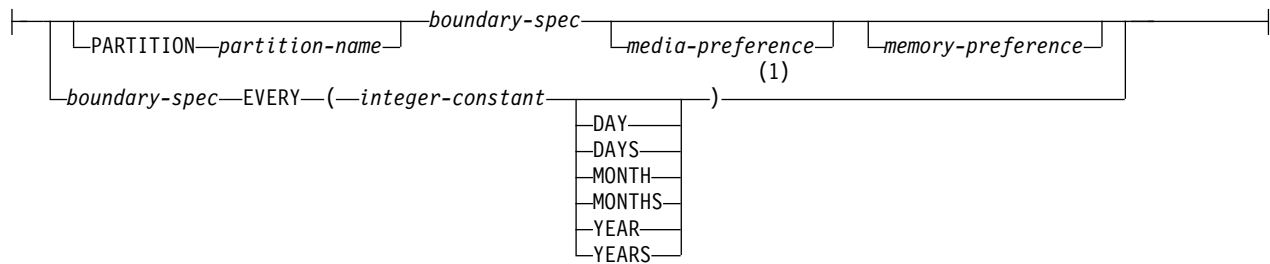 boundary-spec
PARTITION partition-name
media-preference memory-preference
(1)
boundary-spec EVERY ( integer-constant )
DAY
DAYS
MONTH
MONTHS
YEAR
YEARS